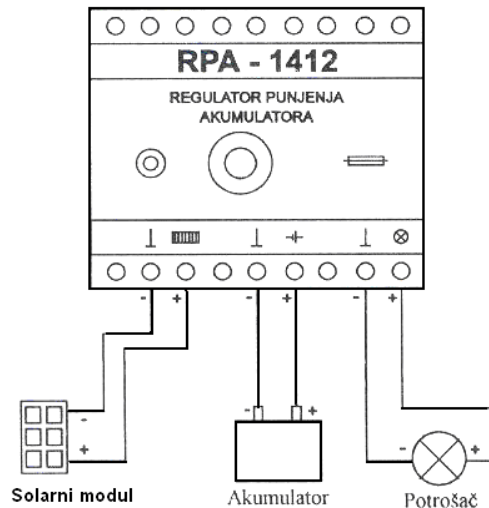 RPA - 1412
REGULATOR PUNJENJA
AKUMULATORA
- + - + - +
- + - + - +
Solarni modul
Akumulator
Potrošač